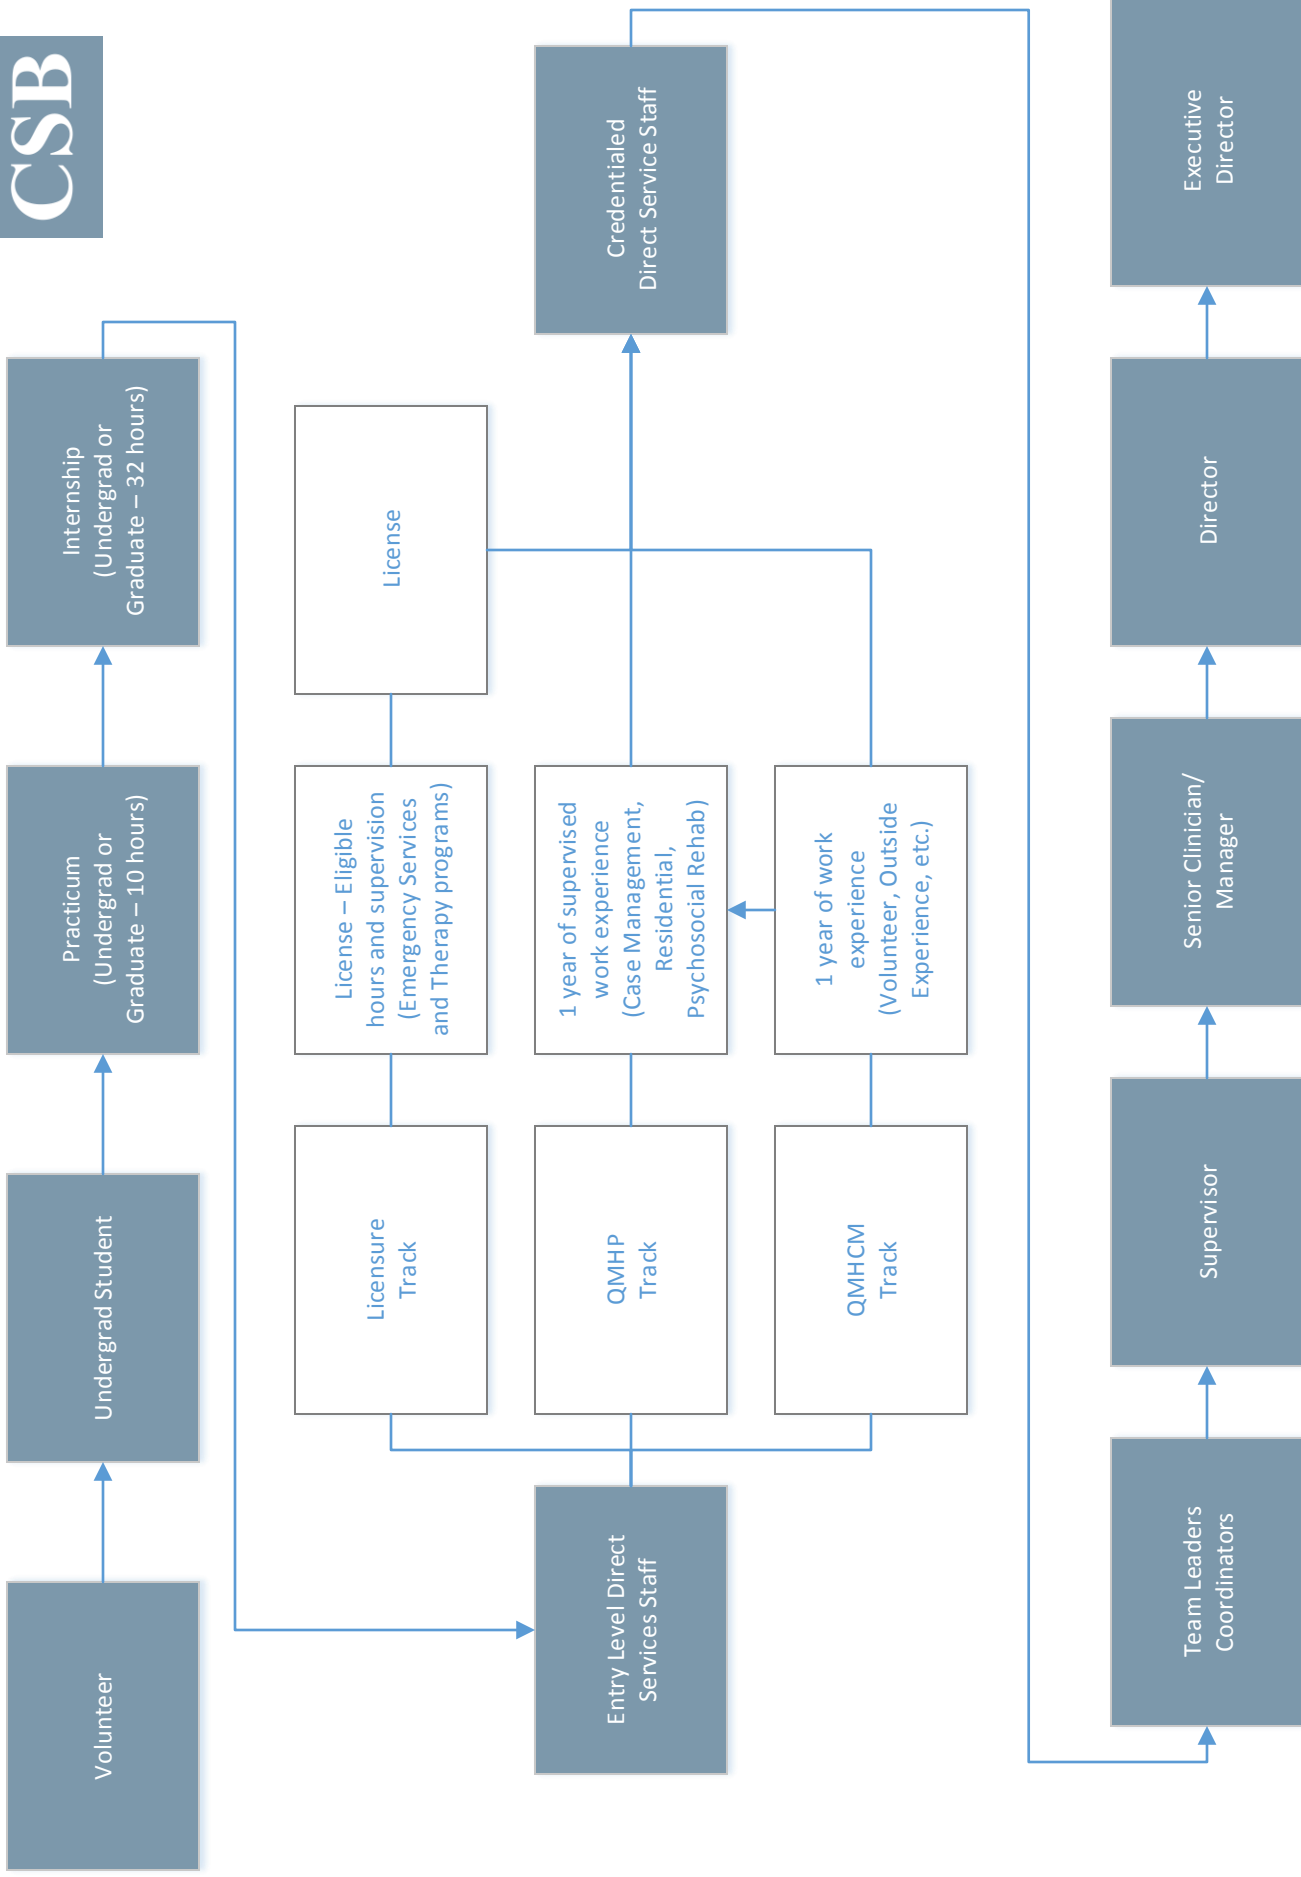 CSB
Volunteer
Undergrad Student
Practicum
(Undergrad or
Graduate – 10 hours)
Internship
(Undergrad or
Graduate – 32 hours)
Entry Level Direct
Services Staff
Licensure
Track
License – Eligible
hours and supervision
(Emergency Services
and Therapy programs)
License
QMHP
Track
1 year of supervised
work experience
(Case Management,
Residential,
Psychosocial Rehab)
QMHCM
Track
1 year of work
experience
(Volunteer, Outside
Experience, etc.)
Credentialed
Direct Service Staff
Team Leaders
Coordinators
Supervisor
Senior Clinician/
Manager
Director
Executive
Director